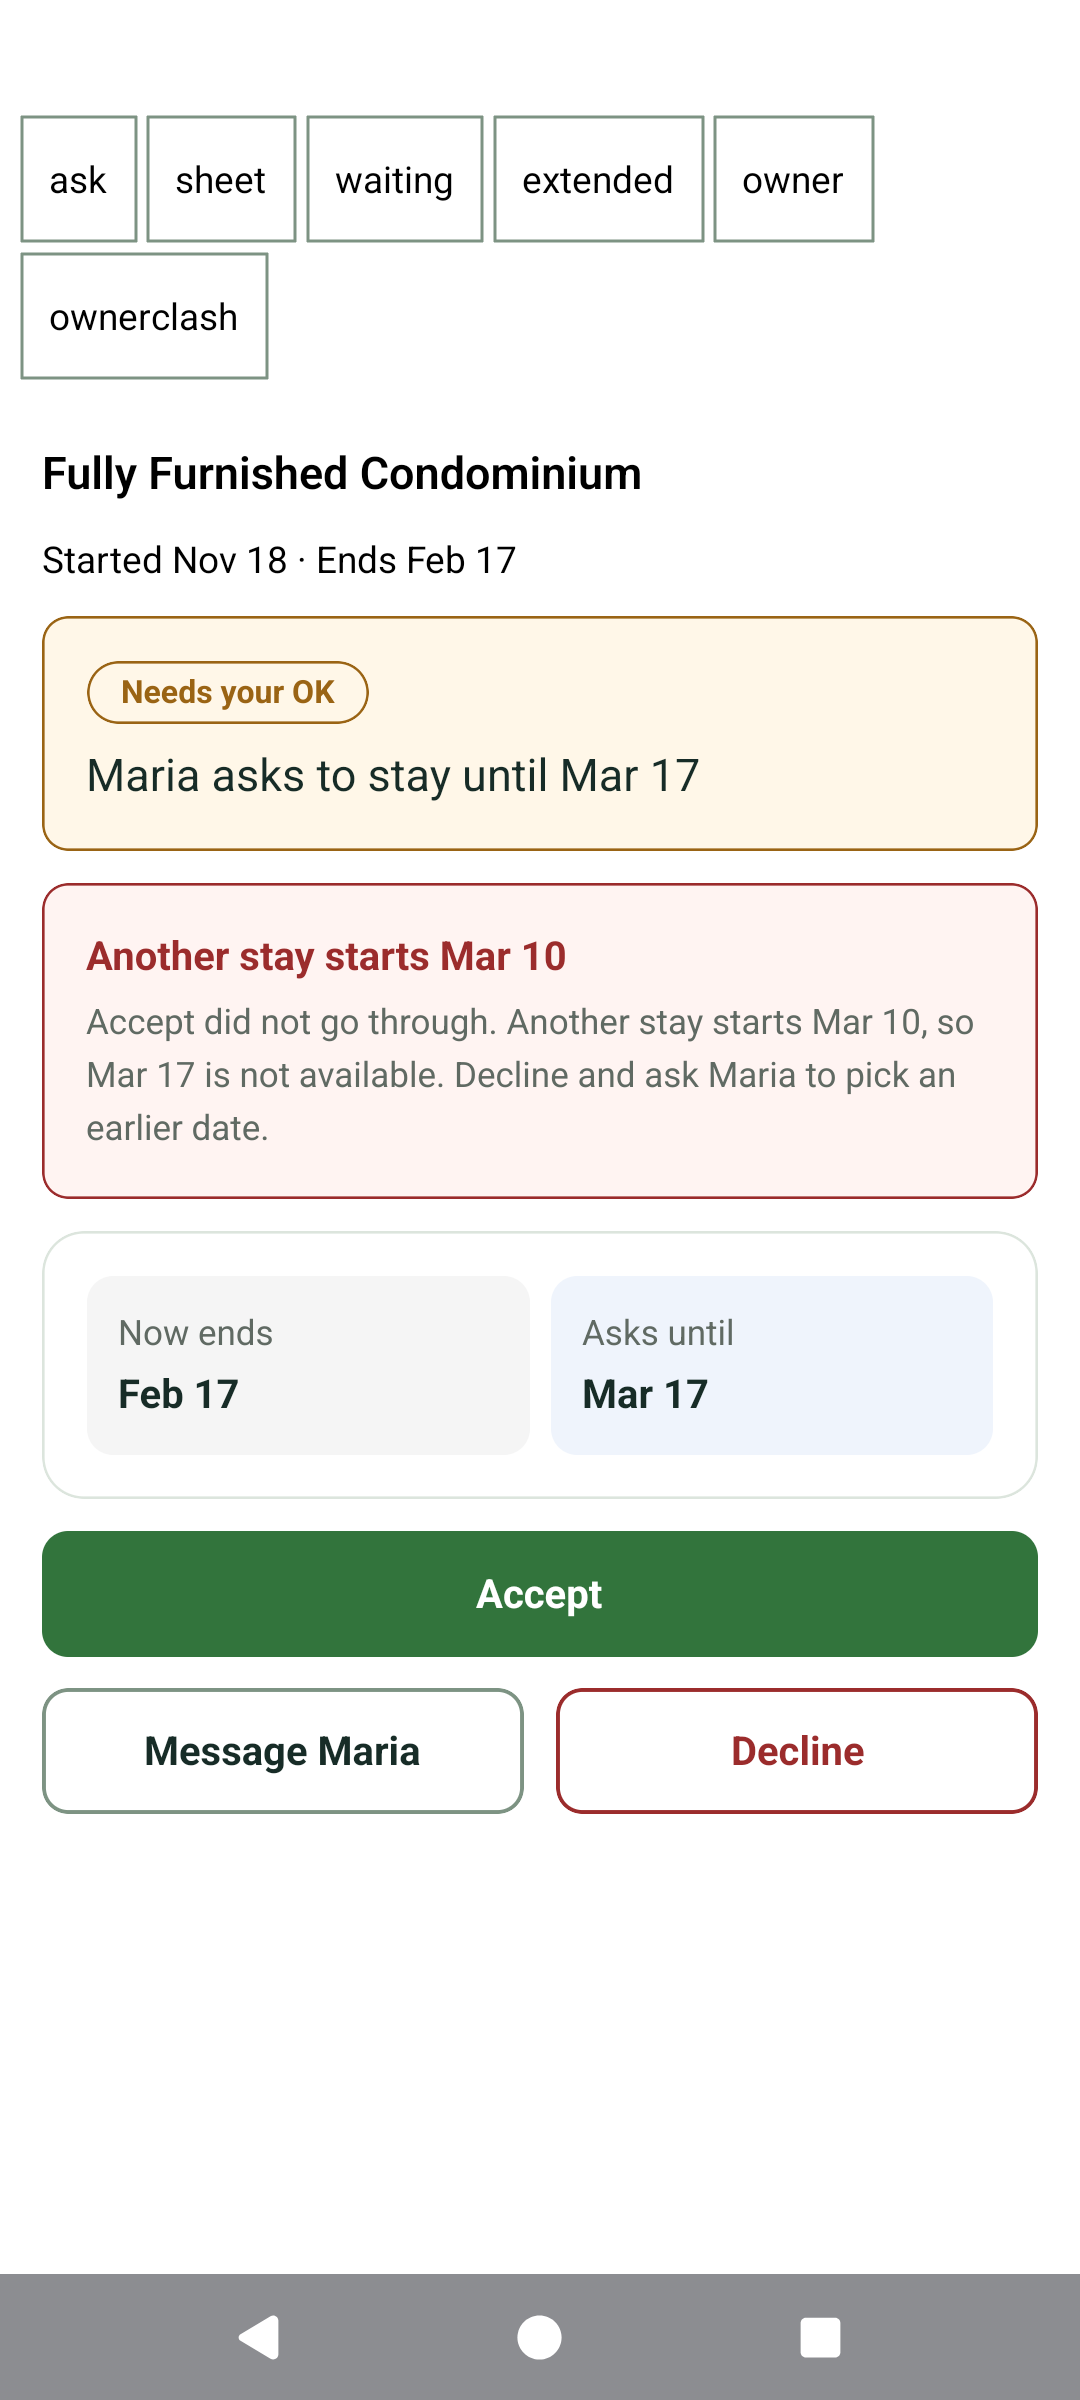 ask
sheet
waiting
extended
owner
ownerclash
Fully Furnished Condominium
Started Nov 18 · Ends Feb 17
Needs your OK
Maria asks to stay until Mar 17
Another stay starts Mar 10
Accept did not go through. Another stay starts Mar 10, so
Mar 17 is not available. Decline and ask Maria to pick an
earlier date.
Now ends
Feb 17
Asks until
Mar 17
Accept
Message Maria
Decline